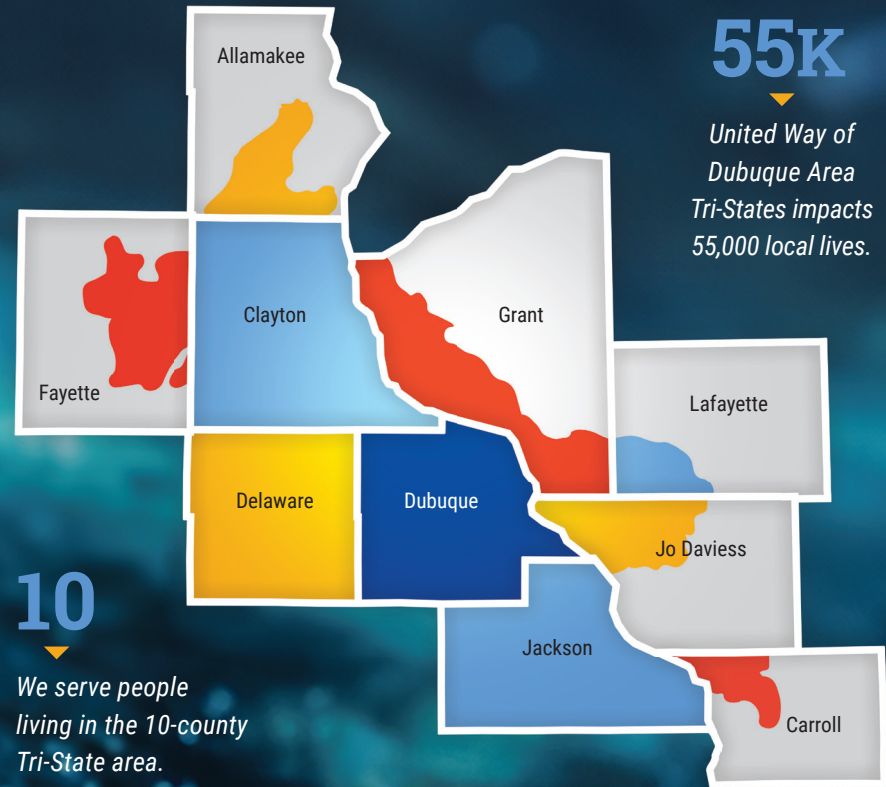 Allamakee
55K
United Way of
Dubuque Area
Tri-States impacts
55,000 local lives.
Clayton
Grant
Fayette
Lafayette
Delaware
Dubuque
Jo Daviess
10
We serve people
living in the 10-county
Tri-State area.
Jackson
Carroll